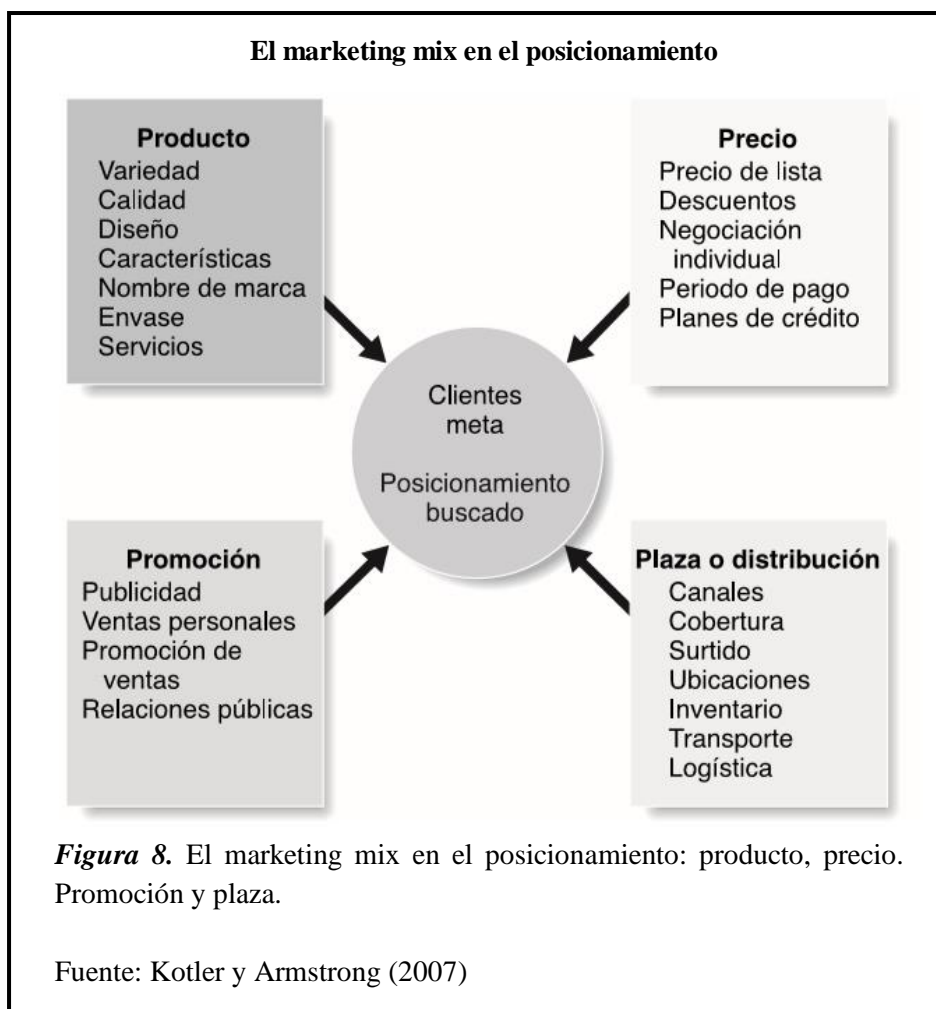 El marketing mix en el posicionamiento
Producto
Variedad
Calidad
Diseño
Características
Nombre de marca
Envase
Servicios
Precio
Precio de lista
Descuentos
Negociación
individual
Periodo de pago
Planes de crédito
Clientes
meta
Posicionamiento
buscado
Promoción
Publicidad
Ventas personales
Promoción de
ventas
Relaciones públicas
Plaza o distribución
Canales
Cobertura
Surtido
Ubicaciones
Inventario
Transporte
Logística
Figura 8. El marketing mix en el posicionamiento: producto, precio.
Promoción y plaza.
Fuente: Kotler y Armstrong (2007)